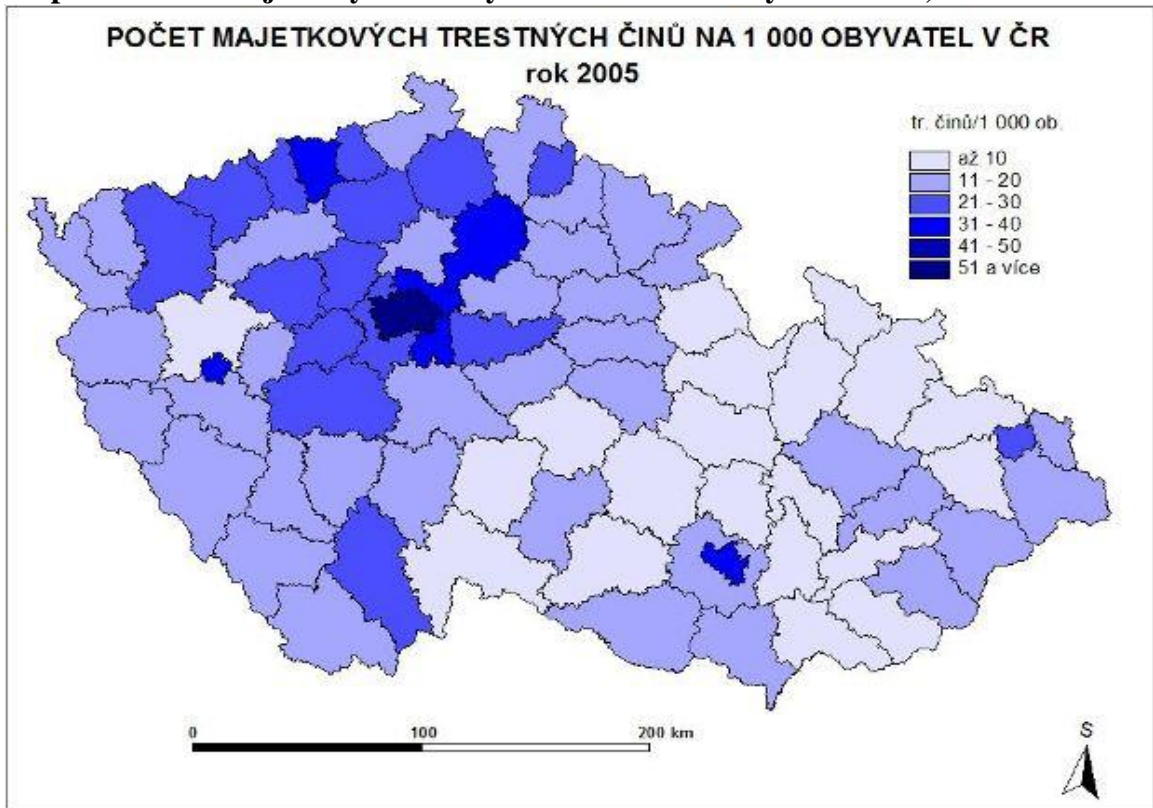 POČET MAJETKOVÝCH TRESTNÝCH ČINŮ NA 1 000 OBYVATEL V ČR
rok 2005
tr. činů/1 000 ob.
až 10
11 - 20
21 - 30
31 - 40
41 - 50
51 a více
0 100 200 km
S